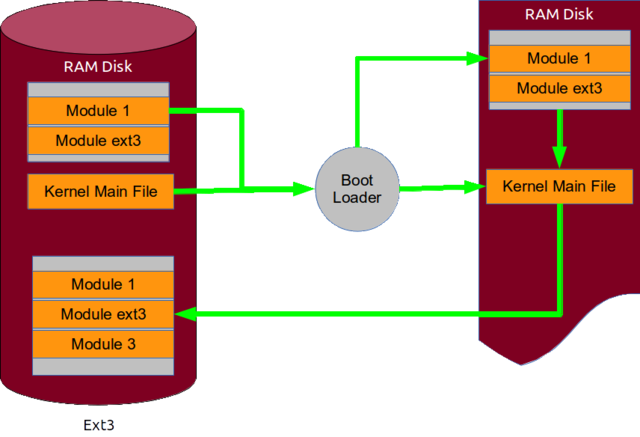 RAM Disk
Module 1
Module ext3
Kernel Main File
Module 1
Module ext3
Module 3
Ext3
Boot
Loader
RAM Disk
Module 1
Module ext3
Kernel Main File